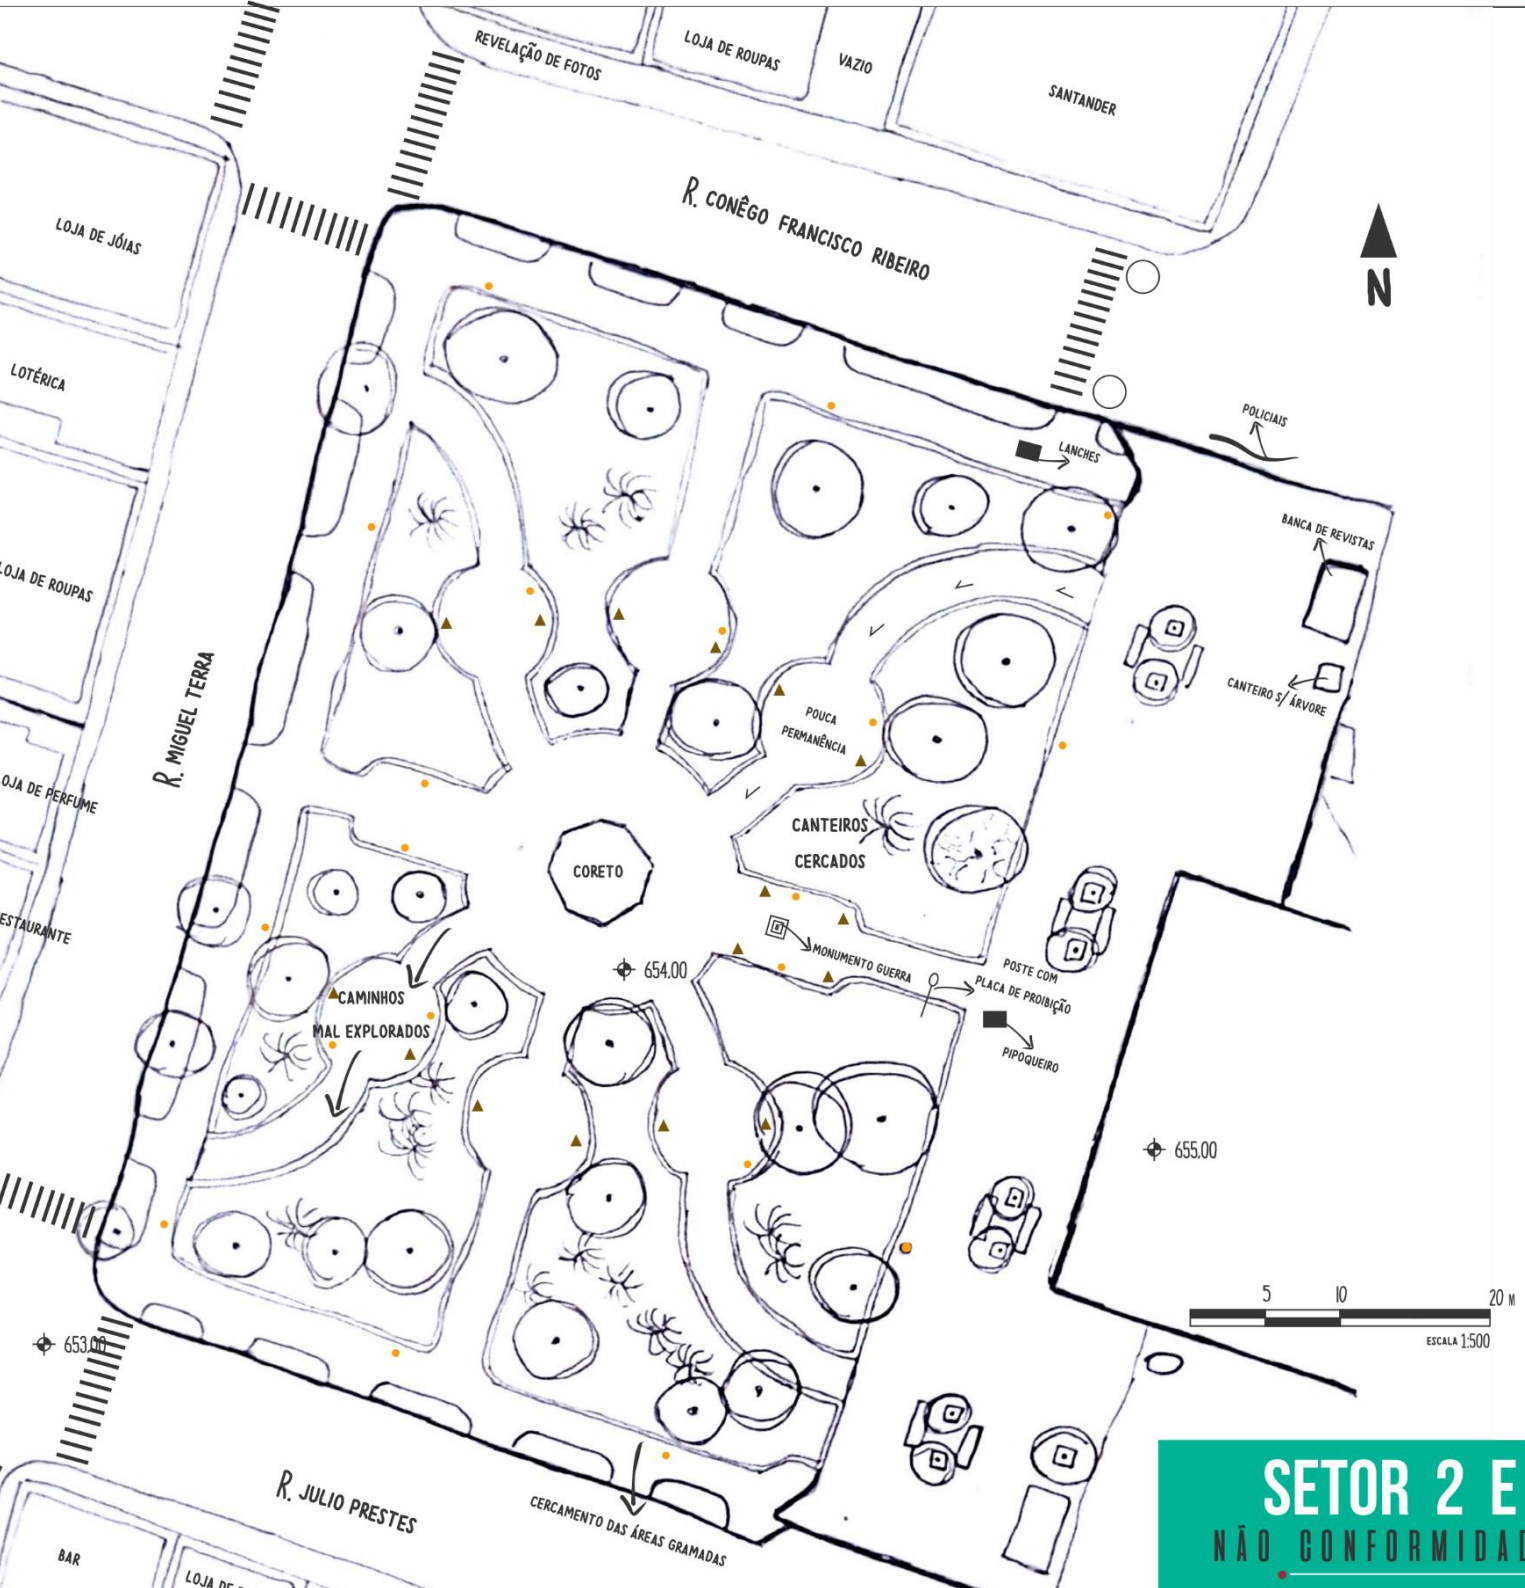 REVELAÇÃO DE FOTOS
LOJA DE ROUPAS
VAZIO
SANTANDER
R. CONÊGO FRANCISCO RIBEIRO
N
LOJA DE JÓIAS
LOTÉRICA
LOJA DE ROUPAS
R. MIGUEL TERRA
OJA DE PERFUME
ESTAURANTE
POLICIAIS
LANCHES
BANCA DE REVISTAS
CANTEIRO S/ ÁRVORE
POUCA
PERMANÊNCIA
CANTEIROS
CERCADOS
CORETO
MONUMENTO GUERRA
654.00
POSTE COM
PLACA DE PROIBIÇÃO
PIPOQUEIRO
CAMINHOS
MAL EXPLORADOS
655,00
653,00
5 10 20 M
ESCALA 1:500
R. JULIO PRESTES
CERCAMENTO DAS ÁREAS GRAMADAS
BAR
LOJA DE
SETOR 2 E
NÃO CONFORMIDAD